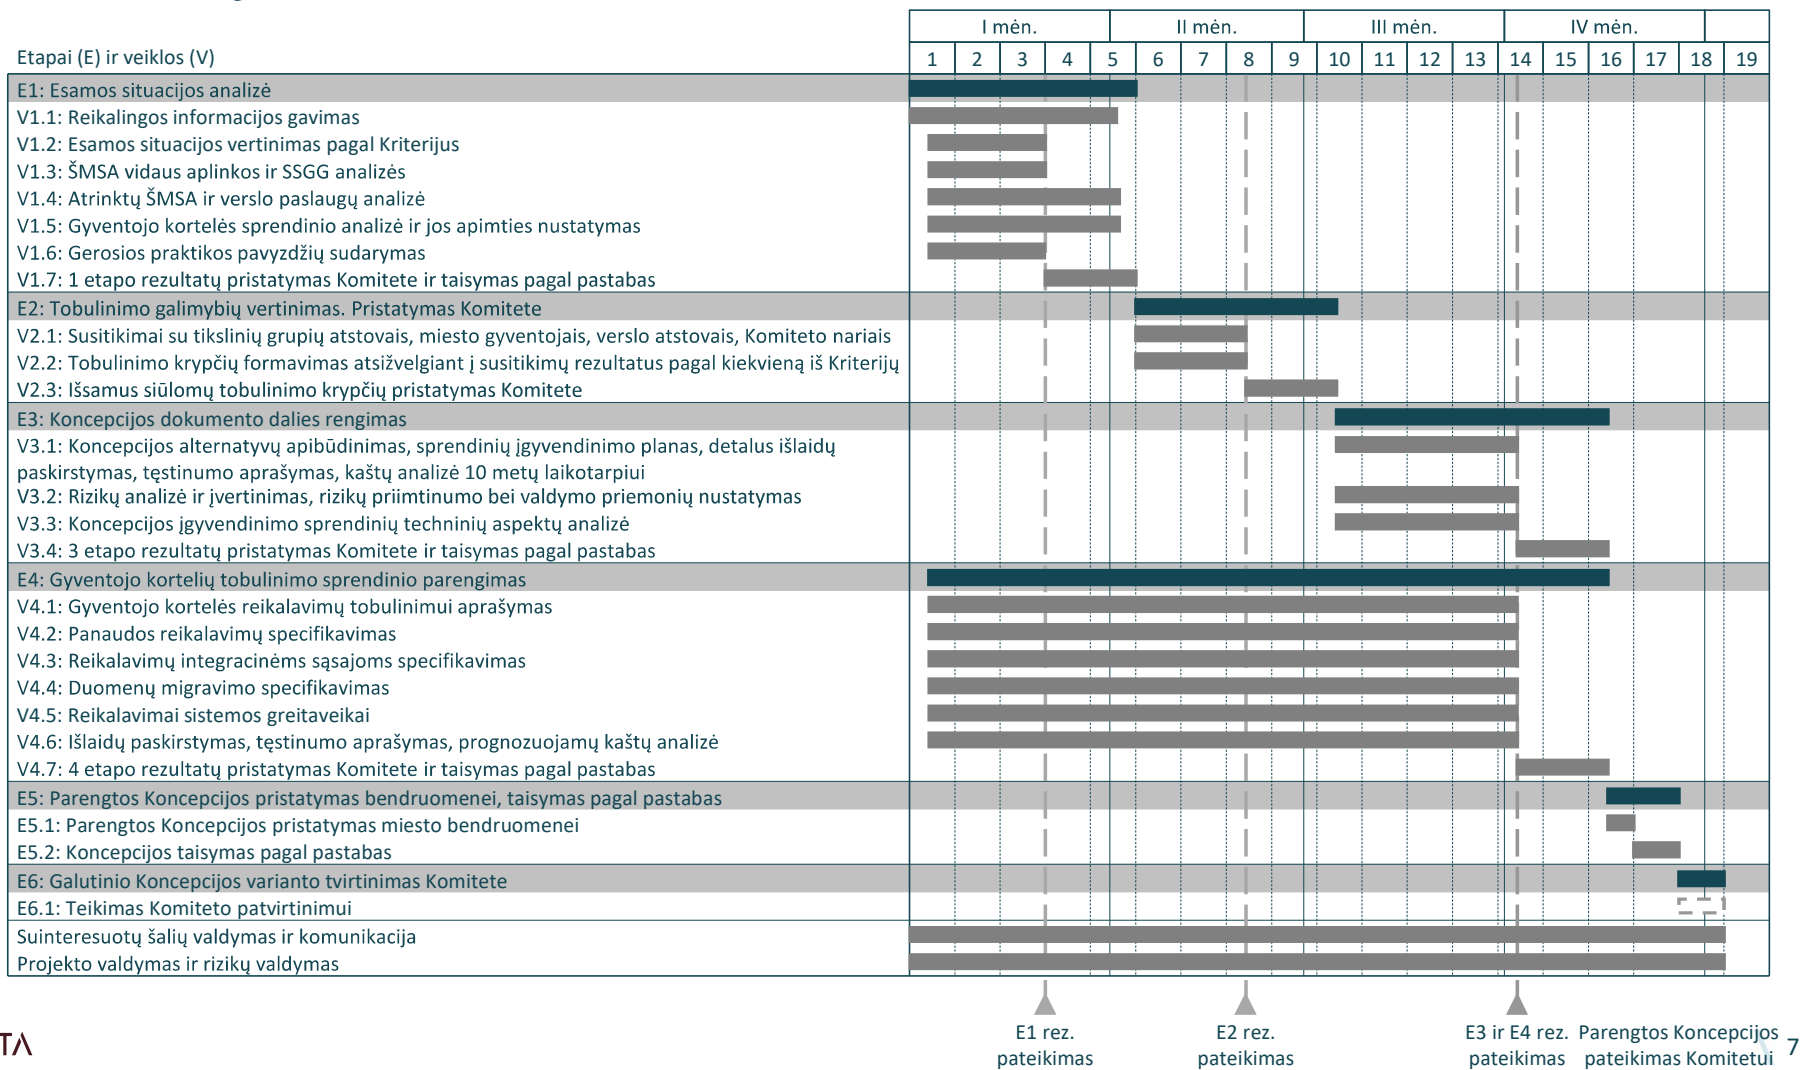 I mėn. II mėn. III mėn. IV mėn.
Etapai (E) ir veiklos (V) 1 2 3 4 5 6 7 8 9 10 11 12 13 14 15 16 17 18 19
E1: Esamos situacijos analizė
V1.1: Reikalingos informacijos gavimas
V1.2: Esamos situacijos vertinimas pagal Kriterijus
V1.3: ŠMSA vidaus aplinkos ir SSGG analizės
V1.4: Atrinktų ŠMSA ir verslo paslaugų analizė
V1.5: Gyventojo kortelės sprendinio analizė ir jos apimties nustatymas
V1.6: Gerosios praktikos pavyzdžių sudarymas
V1.7: 1 etapo rezultatų pristatymas Komitete ir taisymas pagal pastabas
E2: Tobulinimo galimybių vertinimas. Pristatymas Komitete
V2.1: Susitikimai su tikslinių grupių atstovais, miesto gyventojais, verslo atstovais, Komiteto nariais
V2.2: Tobulinimo krypčių formavimas atsižvelgiant į susitikimų rezultatus pagal kiekvieną iš Kriterijų
V2.3: Išsamus siūlomų tobulinimo krypčių pristatymas Komitete
E3: Koncepcijos dokumento dalies rengimas
V3.1: Koncepcijos alternatyvų apibūdinimas, sprendinių įgyvendinimo planas, detalus išlaidų
paskirstymas, tęstinumo aprašymas, kaštų analizė 10 metų laikotarpiui
V3.2: Rizikų analizė ir įvertinimas, rizikų priimtinumo bei valdymo priemonių nustatymas
V3.3: Koncepcijos įgyvendinimo sprendinių techninių aspektų analizė
V3.4: 3 etapo rezultatų pristatymas Komitete ir taisymas pagal pastabas
E4: Gyventojo kortelių tobulinimo sprendinio parengimas
V4.1: Gyventojo kortelės reikalavimų tobulinimui aprašymas
V4.2: Panaudos reikalavimų specifikavimas
V4.3: Reikalavimų integracinėms sąsajoms specifikavimas
V4.4: Duomenų migravimo specifikavimas
V4.5: Reikalavimai sistemos greitaveikai
V4.6: Išlaidų paskirstymas, tęstinumo aprašymas, prognozuojamų kaštų analizė
V4.7: 4 etapo rezultatų pristatymas Komitete ir taisymas pagal pastabas
E5: Parengtos Koncepcijos pristatymas bendruomenei, taisymas pagal pastabas
E5.1: Parengtos Koncepcijos pristatymas miesto bendruomenei
E5.2: Koncepcijos taisymas pagal pastabas
E6: Galutinio Koncepcijos varianto tvirtinimas Komitete
E6.1: Teikimas Komiteto patvirtinimui
Suinteresuotų šalių valdymas ir komunikacija
Projekto valdymas ir rizikų valdymas
E1 rez. E2 rez. E3 ir E4 rez. Parengtos Koncepcijos
pateikimas pateikimas pateikimas pateikimas Komitetui
7